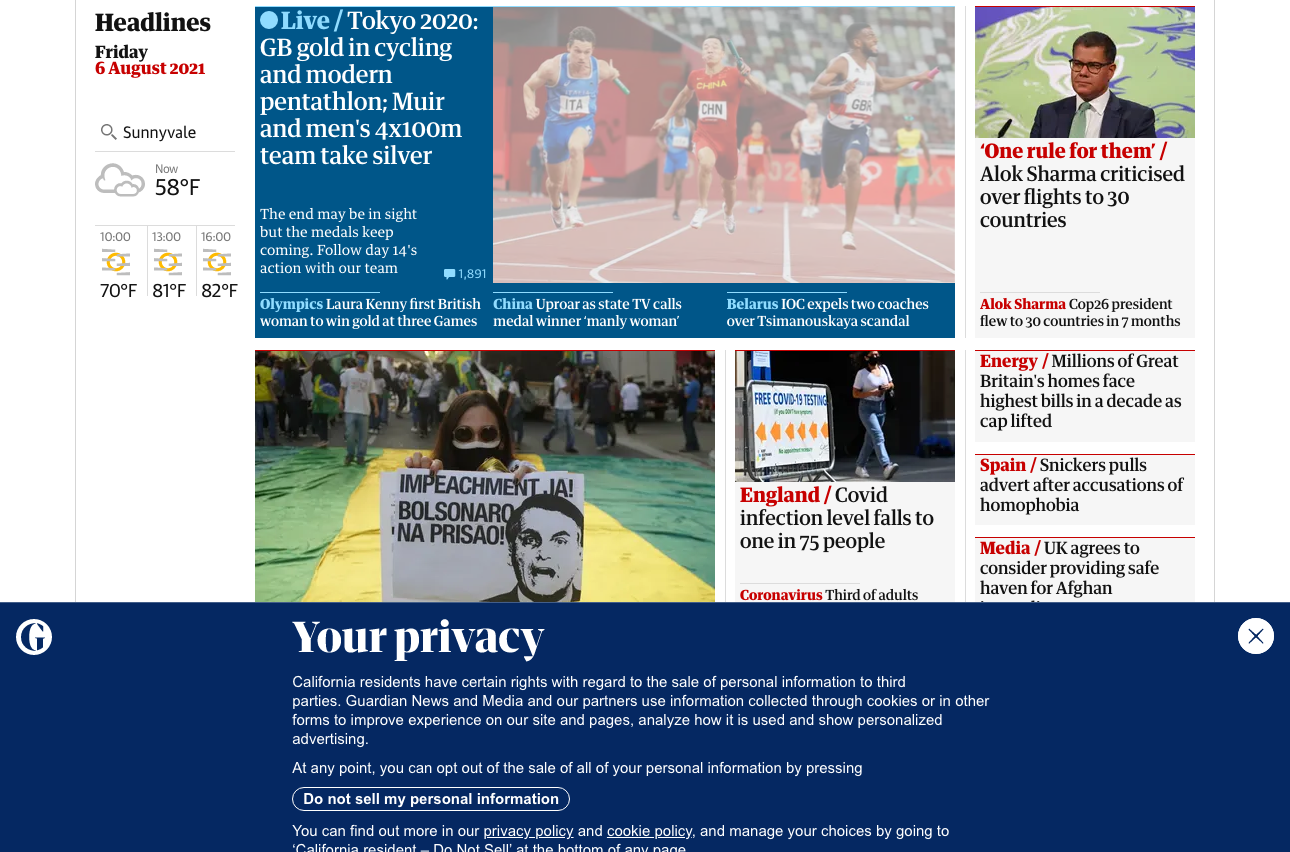 Headlines
Friday
6 August 2021
Sunnyvale
Now
58°F
10:00
13:00
16:00
70°F
81°F
82°F
Live / Tokyo 2020:
GB gold in cycling
and modern
pentathlon; Muir
and men's 4x100m
team take silver
The end may be in sight
but the medals keep
coming. Follow day 14's
action with our team
1,891
ITA
CHINA
CHN
GBR
Olympics Laura Kenny first British
woman to win gold at three Games
China Uproar as state TV calls
medal winner ‘manly woman’
Belarus IOC expels two coaches
over Tsimanouskaya scandal
‘One rule for them’ /
Alok Sharma criticised
over flights to 30
countries
Alok Sharma Cop26 president
flew to 30 countries in 7 months
IMPEACHMENT JA!
BOLSONARO
NA PRISAO!
FREE COVID-19 TESTING
England / Covid
infection level falls to
one in 75 people
Coronavirus Third of adults
Energy / Millions of Great
Britain's homes face
highest bills in a decade as
cap lifted
Spain / Snickers pulls
advert after accusations of
homophobia
Media / UK agrees to
consider providing safe
haven for Afghan
Your privacy
California residents have certain rights with regard to the sale of personal information to third
parties. Guardian News and Media and our partners use information collected through cookies or in other
forms to improve experience on our site and pages, analyze how it is used and show personalized
advertising.
At any point, you can opt out of the sale of all of your personal information by pressing
Do not sell my personal information
You can find out more in our privacy policy and cookie policy, and manage your choices by going to
‘California resident – Do Not Sell’ at the bottom of any page.